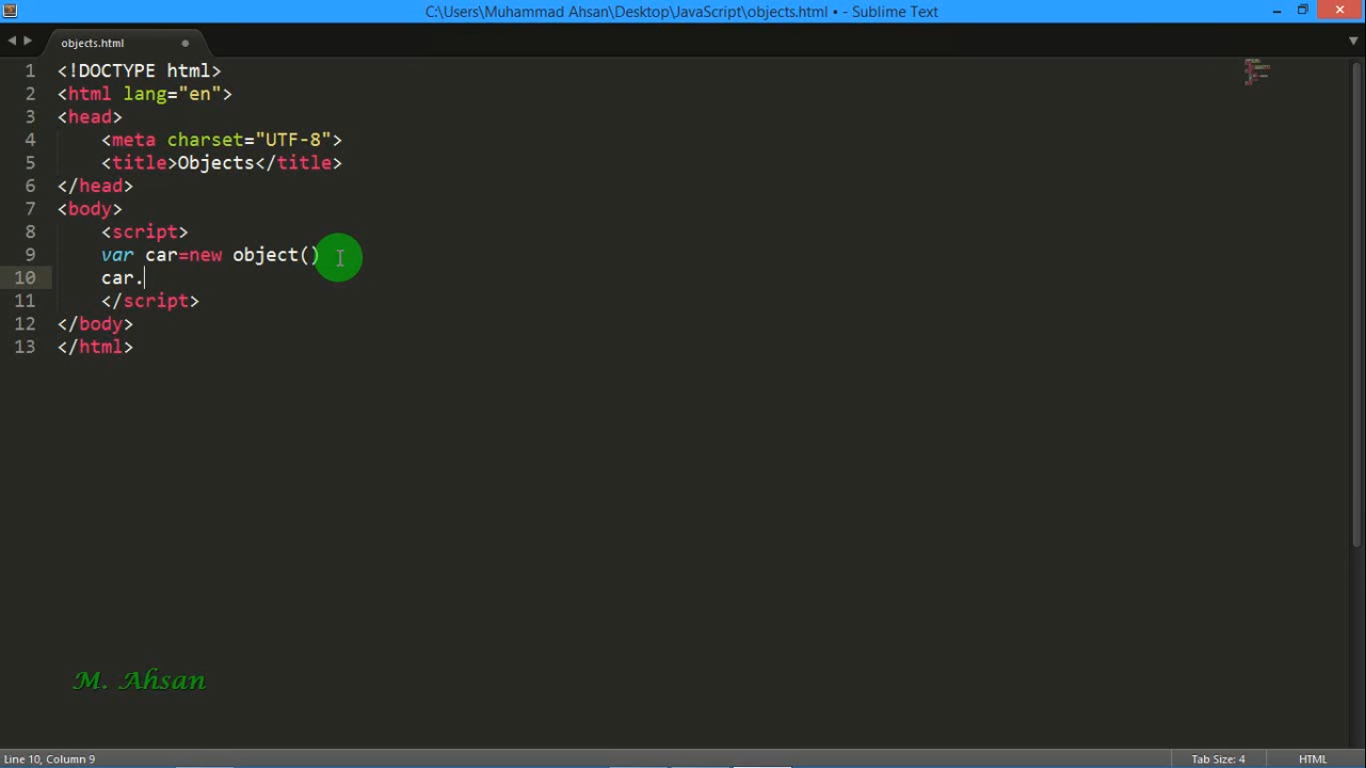 C:\Users\Muhammad Ahsan\Desktop\JavaScript\objects.html • - Sublime Text
objects.html
1 <!DOCTYPE html>
2 <html lang="en">
3 <head>
4 <meta charset="UTF-8">
5 <title>Objects</title>
6 </head>
7 <body>
8 <script>
9 var car=new object()
10 car.
11 </script>
12 </body>
13 </html>
M. Ahsan
Line 10, Column 9
Tab Size: 4
HTML